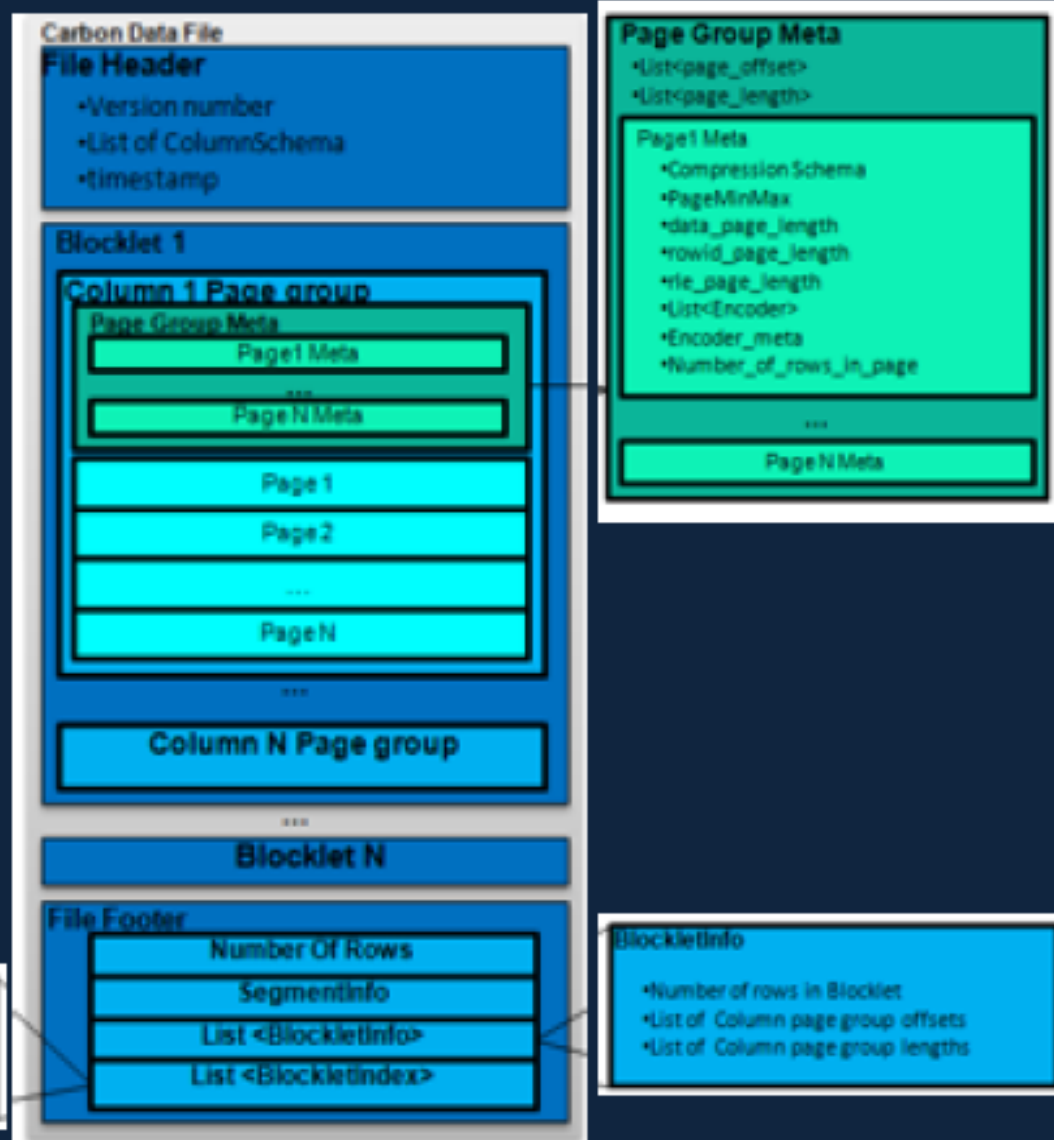 Carbon Data File
File Header
•Version number
•List of ColumnSchema
•timestamp
Blocklet 1
Column 1 Page group
Page Group Meta
Page1 Meta
...
Page N Meta
Page 1
Page 2
...
Page N
...
Column N Page group
...
Blocklet N
File Footer
Number Of Rows
SegmentInfo
List <BlockletInfo>
List <BlockletIndex>
Page Group Meta
•List<page_offset>
•List<page_length>
Page1 Meta
•Compression Schema
•PageMinMax
•data_page_length
•rowid_page_length
•rle_page_length
•List<Encoder>
•Encoder_meta
•Number_of_rows_in_page
...
Page N Meta
BlockletInfo
•Number of rows in Blocklet
•List of Column page group offsets
•List of Column page group lengths